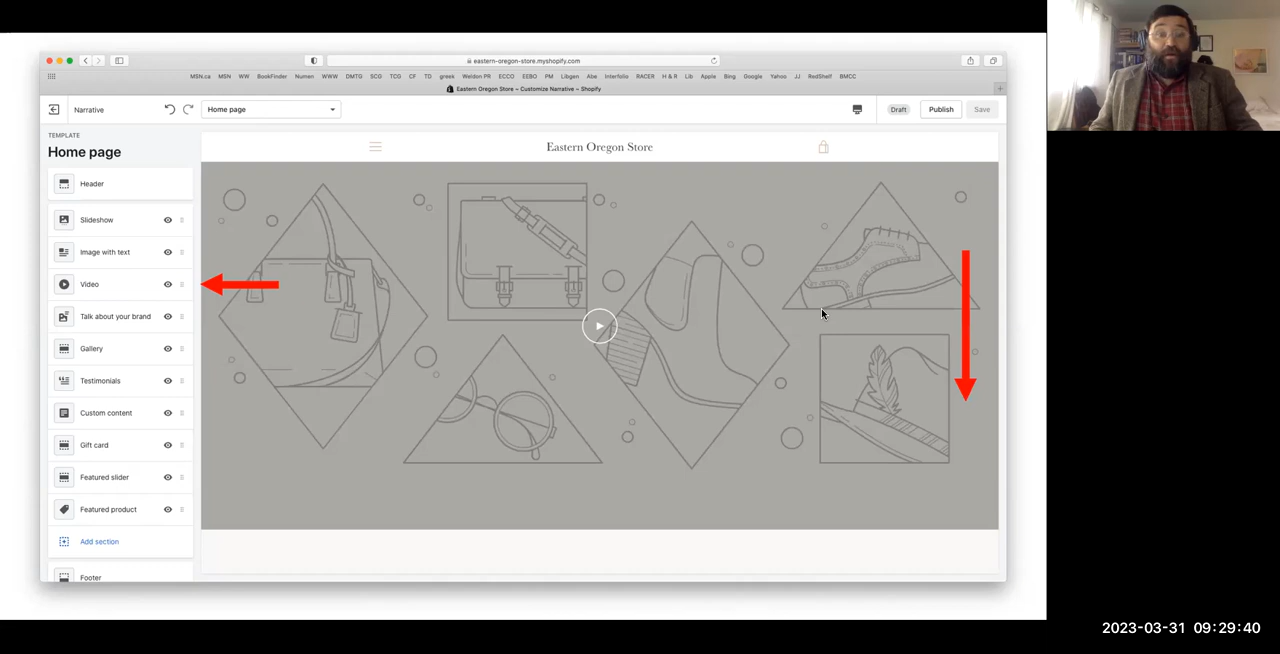 eastern-oregon-store.myshopify.com
MSN.ca MSN WW BookFinder Numen WWW DMTG SCG TCG CF TD greek Weldon PR ECCO EEBO PM Libgen Abe Interfolio RACER H & R Lib Apple Bing Google Yahoo JJ RedShelf BMCC
Eastern Oregon Store ~ Customize Narrative ~ Shopify
Narrative Home page Draft Publish Save
TEMPLATE
Home page
Eastern Oregon Store
Header
Slideshow
Image with text
Video
Talk about your brand
Gallery
Testimonials
Custom content
Gift card
Featured slider
Featured product
Add section
Footer
2023-03-31 09:29:40